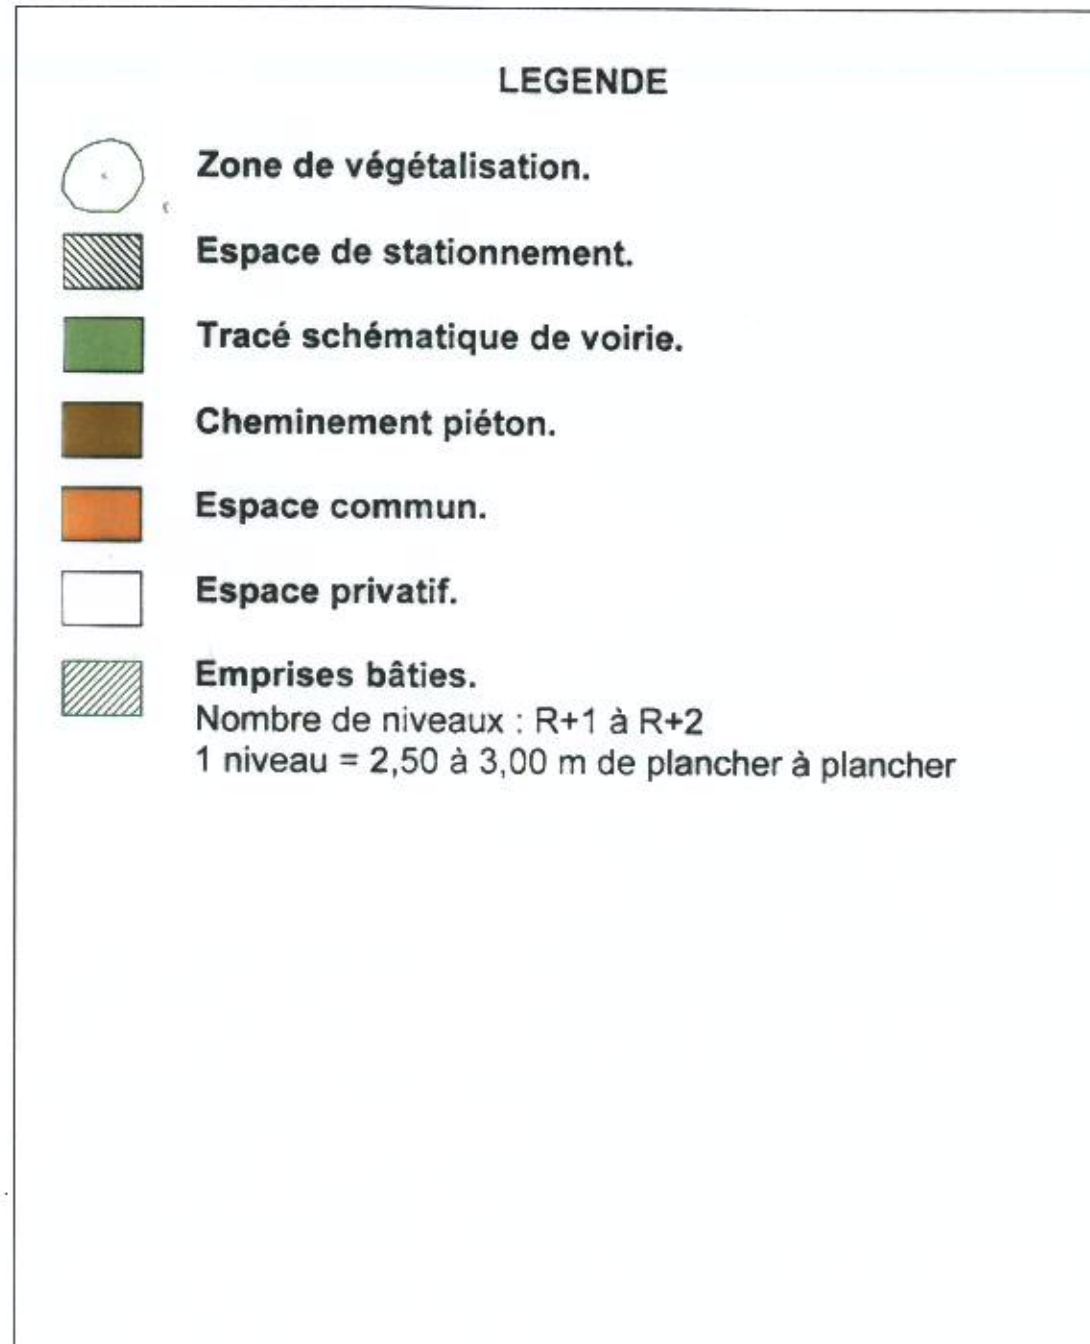 LEGENDE
Zone de végétalisation.
Espace de stationnement.
Tracé schématique de voirie.
Cheminement piéton.
Espace commun.
Espace privatif.
Emprises bâties.
Nombre de niveaux : R+1 à R+2
1 niveau = 2,50 à 3,00 m de plancher à plancher